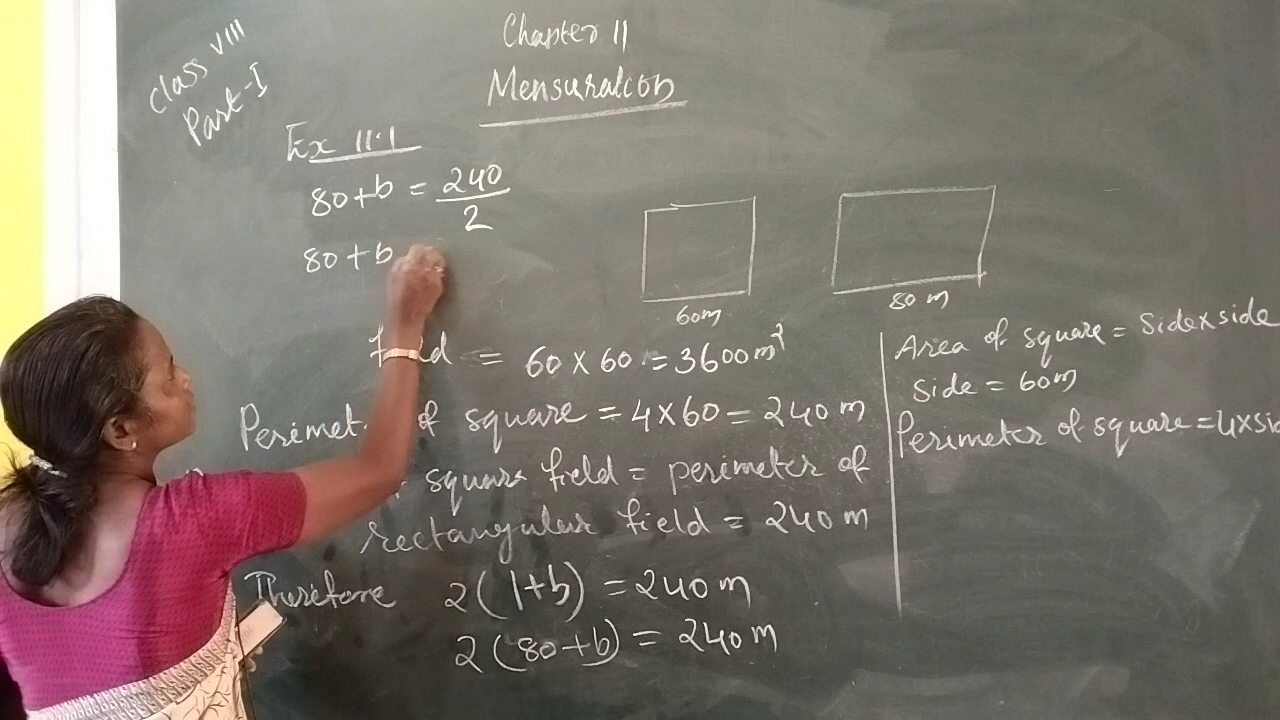 Class VIII
Part-I
Chapter 11
Mensuration
Ex 11.1
80+b = 240/2
80+b
60m
80 m
= 60 × 60 = 3600m²
of square = 4×60 = 240 m
square field = perimeter of
rectangular field = 240 m
Therefore 2(l+b) = 240 m
2(80+b) = 240 m
Area of square = Side×side
Side = 60m
Perimeter of square = 4×